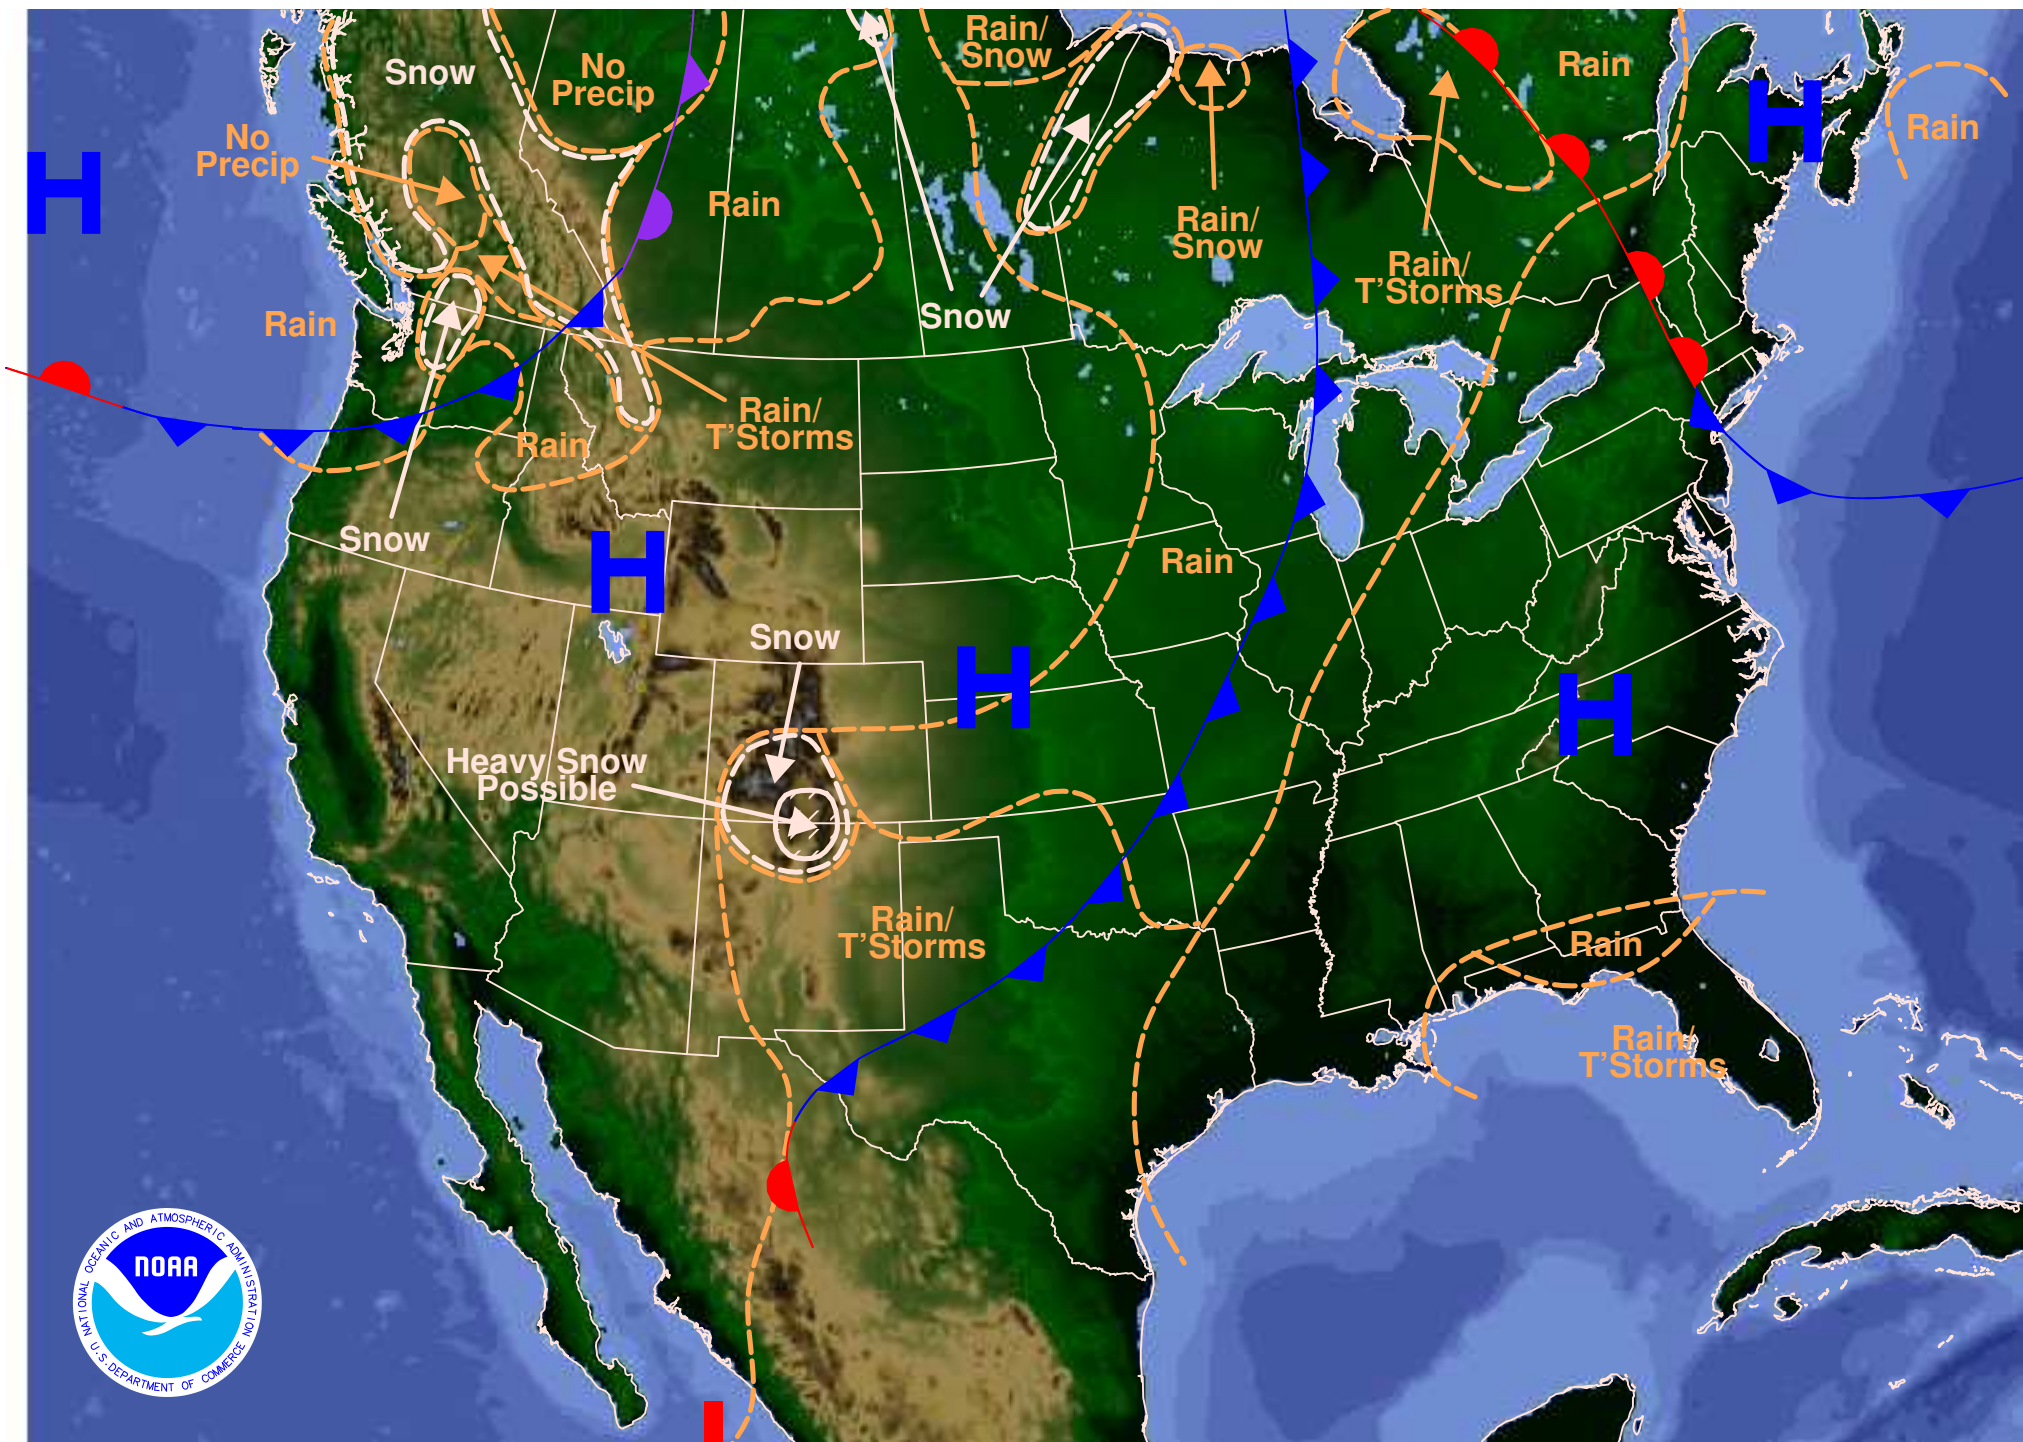 Rain/
Snow
Snow
No
Precip
Rain
No
Precip
Rain
H
H
Rain
Rain/
Snow
Rain/
T'Storms
Snow
Rain
Rain/
T'Storms
Rain
Snow
H
Rain
Snow
H
H
Heavy Snow
Possible
Rain/
T'Storms
Rain
Rain/
T'Storms
NATIONAL OCEANIC AND ATMOSPHERIC ADMINISTRATION
NOAA
U.S. DEPARTMENT OF COMMERCE